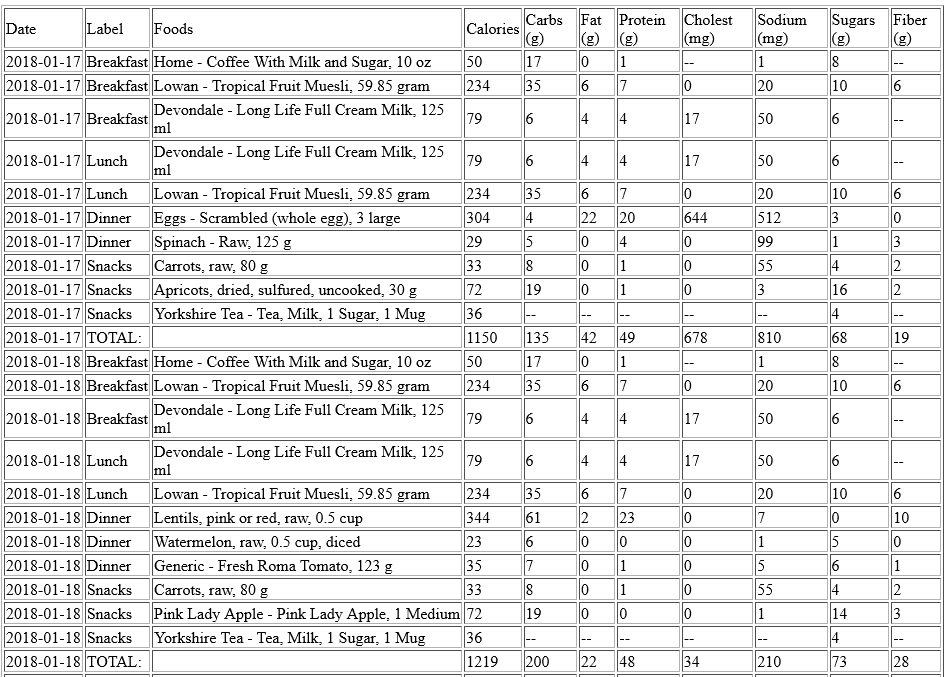 Date Label Foods Calories Carbs (g) Fat (g) Protein (g) Cholest (mg) Sodium (mg) Sugars (g) Fiber (g)
2018-01-17 Breakfast Home - Coffee With Milk and Sugar, 10 oz 50 17 0 1 -- 1 8 --
2018-01-17 Breakfast Lowan - Tropical Fruit Muesli, 59.85 gram 234 35 6 7 0 20 10 6
2018-01-17 Breakfast Devondale - Long Life Full Cream Milk, 125 ml 79 6 4 4 17 50 6 --
2018-01-17 Lunch Devondale - Long Life Full Cream Milk, 125 ml 79 6 4 4 17 50 6 --
2018-01-17 Lunch Lowan - Tropical Fruit Muesli, 59.85 gram 234 35 6 7 0 20 10 6
2018-01-17 Dinner Eggs - Scrambled (whole egg), 3 large 304 4 22 20 644 512 3 0
2018-01-17 Dinner Spinach - Raw, 125 g 29 5 0 4 0 99 1 3
2018-01-17 Snacks Carrots, raw, 80 g 33 8 0 1 0 55 4 2
2018-01-17 Snacks Apricots, dried, sulfured, uncooked, 30 g 72 19 0 1 0 3 16 2
2018-01-17 Snacks Yorkshire Tea - Tea, Milk, 1 Sugar, 1 Mug 36 -- -- -- -- -- 4 --
2018-01-17 TOTAL: 1150 135 42 49 678 810 68 19
2018-01-18 Breakfast Home - Coffee With Milk and Sugar, 10 oz 50 17 0 1 -- 1 8 --
2018-01-18 Breakfast Lowan - Tropical Fruit Muesli, 59.85 gram 234 35 6 7 0 20 10 6
2018-01-18 Breakfast Devondale - Long Life Full Cream Milk, 125 ml 79 6 4 4 17 50 6 --
2018-01-18 Lunch Devondale - Long Life Full Cream Milk, 125 ml 79 6 4 4 17 50 6 --
2018-01-18 Lunch Lowan - Tropical Fruit Muesli, 59.85 gram 234 35 6 7 0 20 10 6
2018-01-18 Dinner Lentils, pink or red, raw, 0.5 cup 344 61 2 23 0 7 0 10
2018-01-18 Dinner Watermelon, raw, 0.5 cup, diced 23 6 0 0 0 1 5 0
2018-01-18 Dinner Generic - Fresh Roma Tomato, 123 g 35 7 0 1 0 5 6 1
2018-01-18 Snacks Carrots, raw, 80 g 33 8 0 1 0 55 4 2
2018-01-18 Snacks Pink Lady Apple - Pink Lady Apple, 1 Medium 72 19 0 0 0 1 14 3
2018-01-18 Snacks Yorkshire Tea - Tea, Milk, 1 Sugar, 1 Mug 36 -- -- -- -- -- 4 --
2018-01-18 TOTAL: 1219 200 22 48 34 210 73 28